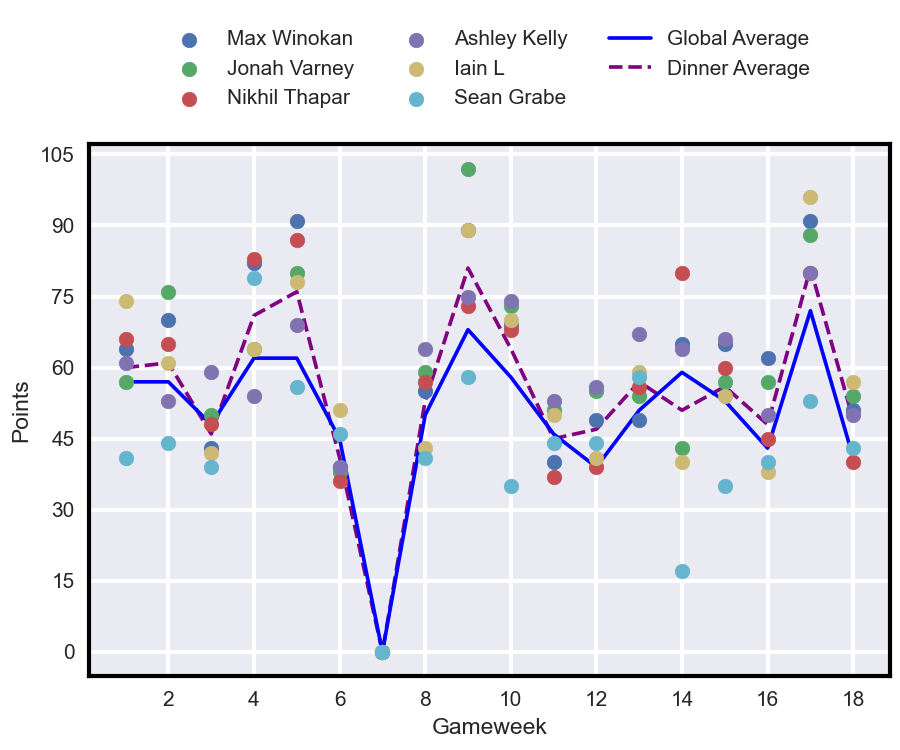 Max Winokan Ashley Kelly Global Average
Jonah Varney Iain L Dinner Average
Nikhil Thapar Sean Grabe
105
90
75
60
45
30
15
0
Points
2 4 6 8 10 12 14 16 18
Gameweek